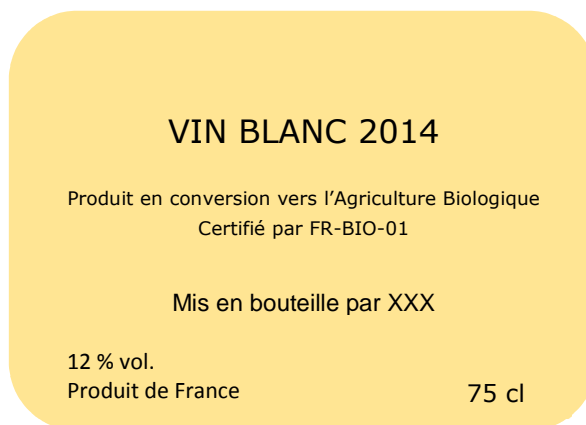 VIN BLANC 2014
Produit en conversion vers l’Agriculture Biologique
Certifié par FR-BIO-01
Mis en bouteille par XXX
12 % vol.
Produit de France
75 cl